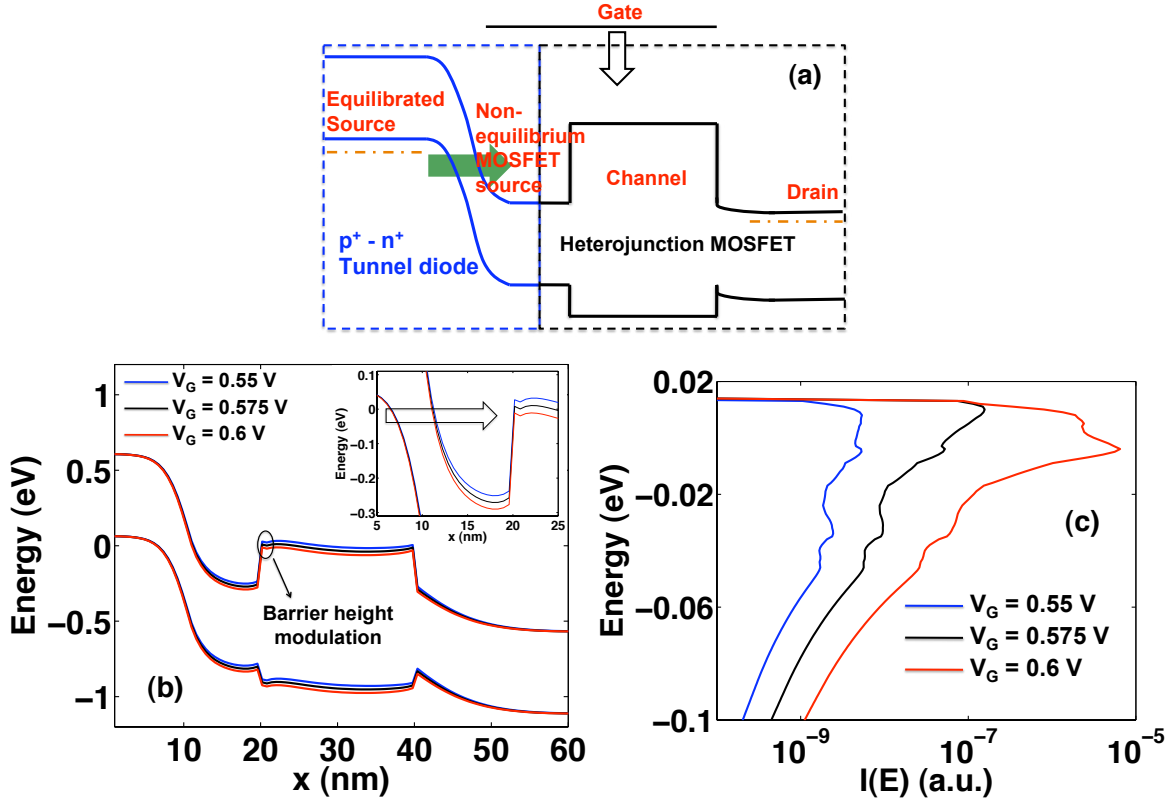 Gate
(a)
Equilibrated
Source
Non-
equilibrium
MOSFET
source
Channel
Drain
p+ - n+
Tunnel diode
Heterojunction MOSFET
V_G = 0.55 V
V_G = 0.575 V
V_G = 0.6 V
1
0.5
0
−0.5
−1
Energy (eV)
10
20
30
40
50
60
x (nm)
Barrier height
modulation
(b)
0.1
0
−0.1
−0.2
−0.3
Energy (eV)
5
10
15
20
25
x (nm)
0.02
−0.02
−0.06
−0.1
Energy (eV)
(c)
V_G = 0.55 V
V_G = 0.575 V
V_G = 0.6 V
10^−9
10^−7
10^−5
I(E) (a.u.)